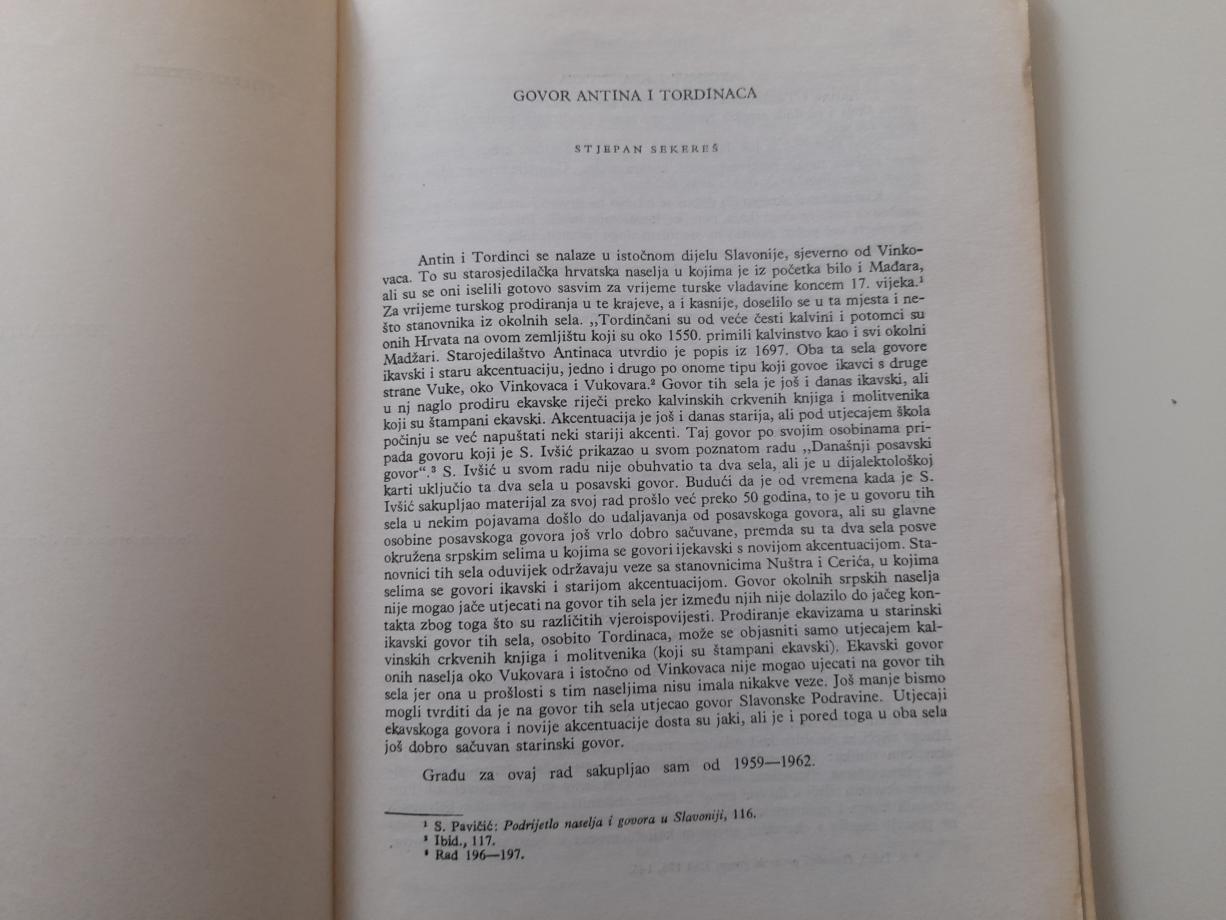 GOVOR ANTINA I TORDINACA
STJEPAN SEKEREŠ
Antin i Tordinci se nalaze u istočnom dijelu Slavonije, sjeverno od Vinko-
vaca. To su starosjedilačka hrvatska naselja u kojima je iz početka bilo i Mađara,
ali su se oni iselili gotovo sasvim za vrijeme turske vladavine koncem 17. vijeka.¹
Za vrijeme turskog prodiranja u te krajeve, a i kasnije, doselilo se u ta mjesta i ne-
što stanovnika iz okolnih sela. „Tordinčani su od veće česti kalvini i potomci su
onih Hrvata na ovom zemljištu koji su oko 1550. primili kalvinstvo kao i svi okolni
Madžari. Starojedilaštvo Antinaca utvrdio je popis iz 1697. Oba ta sela govore
ikavski i staru akcentuaciju, jedno i drugo po onome tipu koji govoe ikavci s druge
strane Vuke, oko Vinkovaca i Vukovara.² Govor tih sela je još i danas ikavski, ali
u nj naglo prodiru ekavske riječi preko kalvinskih crkvenih knjiga i molitvenika
koji su štampani ekavski. Akcentuacija je još i danas starija, ali pod utjecajem škola
počinju se već napuštati neki stariji akcenti. Taj govor po svojim osobinama pri-
pada govoru koji je S. Ivšić prikazao u svom poznatom radu „Današnji posavski
govor“.³ S. Ivšić u svom radu nije obuhvatio ta dva sela, ali je u dijalektološkoj
karti uključio ta dva sela u posavski govor. Budući da je od vremena kada je S.
Ivšić sakupljao materijal za svoj rad prošlo već preko 50 godina, to je u govoru tih
sela u nekim pojavama došlo do udaljavanja od posavskoga govora, ali su glavne
osobine posavskoga govora još vrlo dobro sačuvane, premda su ta dva sela posve
okružena srpskim selima u kojima se govori ijekavski s novijom akcentuacijom. Sta-
novnici tih sela oduvijek održavaju veze sa stanovnicima Nuštra i Cerića, u kojima
selima se govori ikavski i starijom akcentuacijom. Govor okolnih srpskih naselja
nije mogao jače utjecati na govor tih sela jer između njih nije dolazilo do jačeg kon-
takta zbog toga što su različitih vjeroispovijesti. Prodiranje ekavizama u starinski
ikavski govor tih sela, osobito Tordinaca, može se objasniti samo utjecajem kal-
vinskih crkvenih knjiga i molitvenika (koji su štampani ekavski). Ekavski govor
onih naselja oko Vukovara i istočno od Vinkovaca nije mogao ujecati na govor tih
sela jer ona u prošlosti s tim naseljima nisu imala nikakve veze. Još manje bismo
mogli tvrditi da je na govor tih sela utjecao govor Slavonske Podravine. Utjecaji
ekavskoga govora i novije akcentuacije dosta su jaki, ali je i pored toga u oba sela
još dobro sačuvan starinski govor.
Građu za ovaj rad sakupljao sam od 1959—1962.
¹ S. Pavičić: Podrijetlo naselja i govora u Slavoniji, 116.
² Ibid., 117.
³ Rad 196—197.